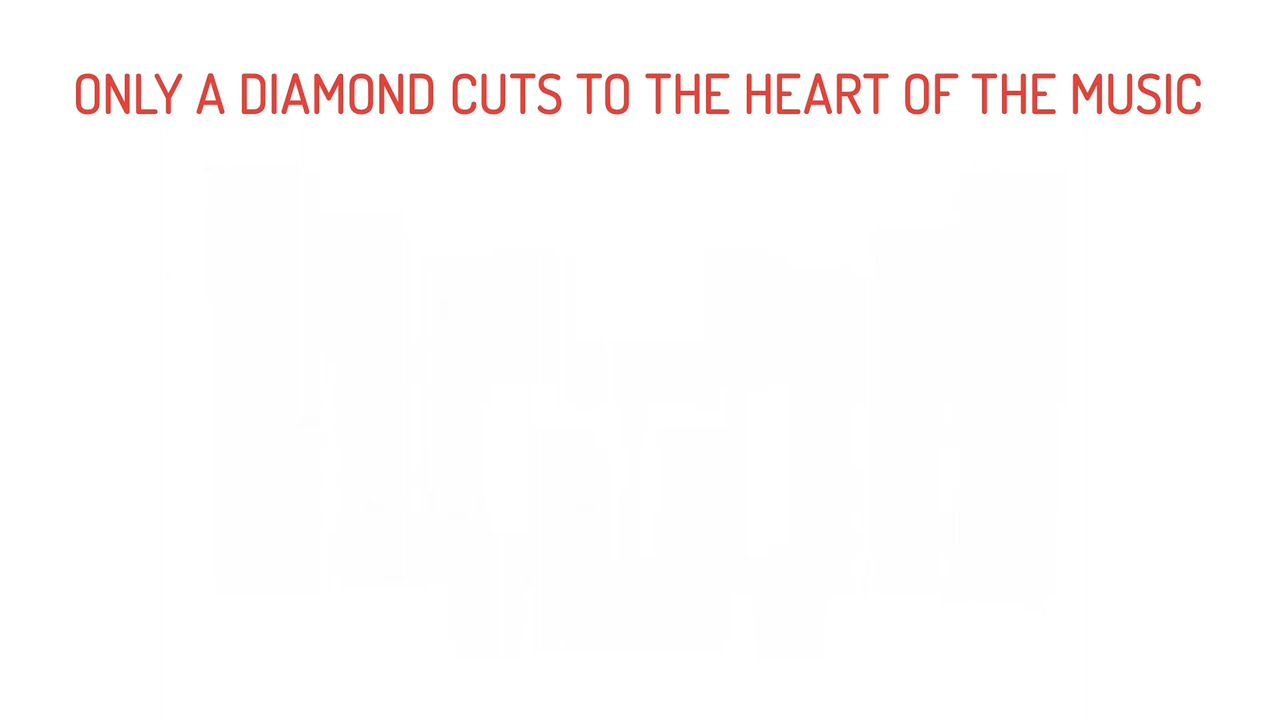 ONLY A DIAMOND CUTS TO THE HEART OF THE MUSIC